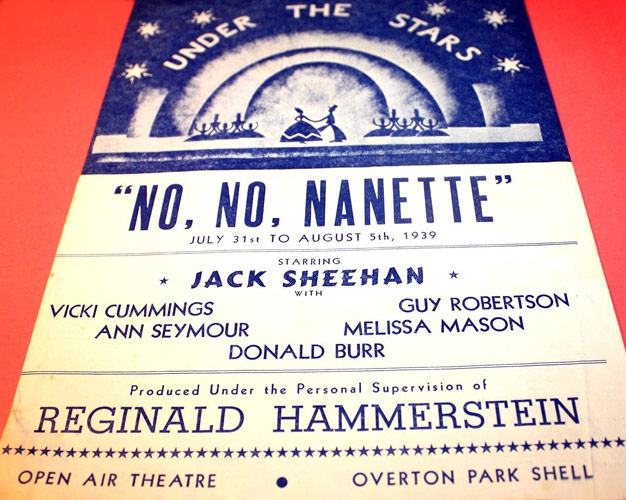 UNDER THE STARS
"NO, NO, NANETTE"
JULY 31st TO AUGUST 5th, 1939
STARRING
★ JACK SHEEHAN ★
WITH
VICKI CUMMINGS GUY ROBERTSON
ANN SEYMOUR MELISSA MASON
DONALD BURR
Produced Under the Personal Supervision of
REGINALD HAMMERSTEIN
OPEN AIR THEATRE ● OVERTON PARK SHELL